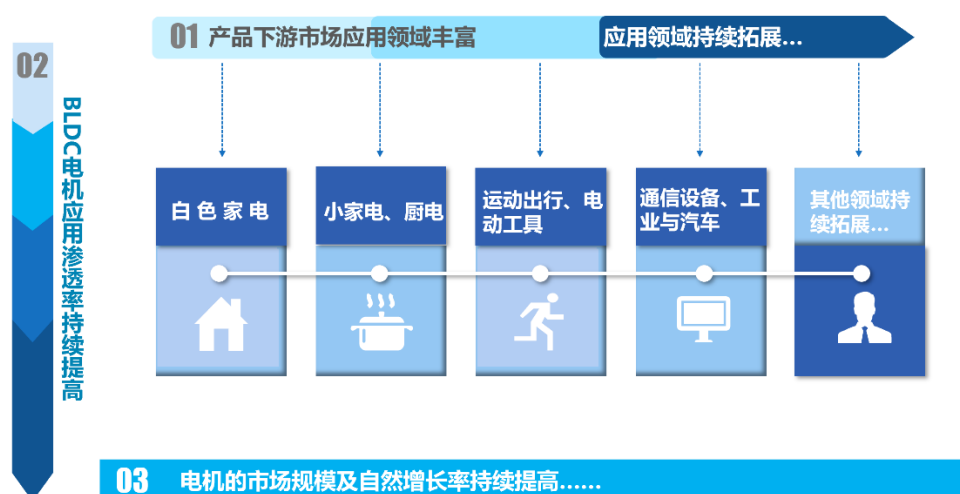 01 产品下游市场应用领域丰富 应用领域持续拓展...
02
BLDC电机应用渗透率持续提高
白色家电
小家电、厨电
运动出行、电
动工具
通信设备、工
业与汽车
其他领域持
续拓展...
03 电机的市场规模及自然增长率持续提高......